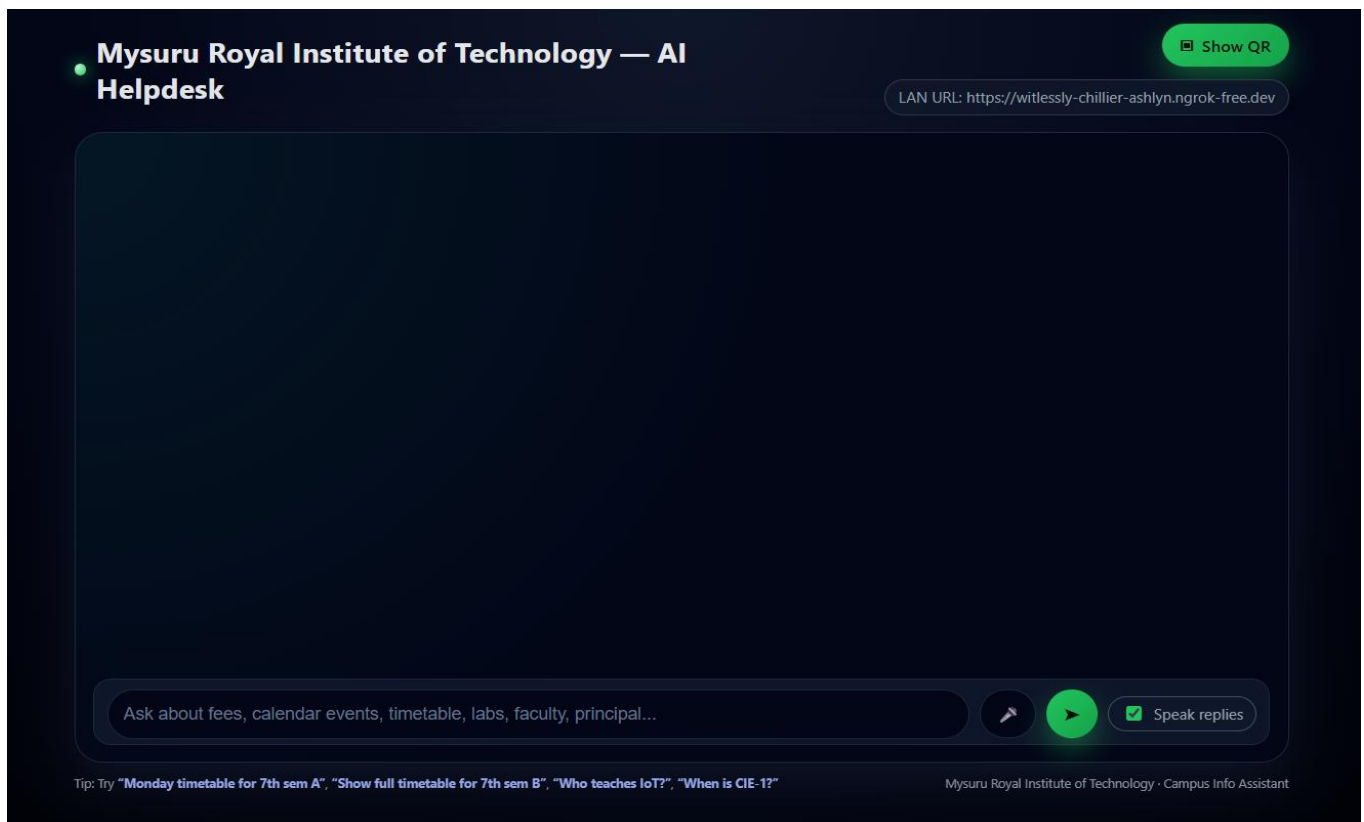 Mysuru Royal Institute of Technology — AI
Helpdesk
Show QR
LAN URL: https://witlessly-chillier-ashlyn.ngrok-free.dev
Ask about fees, calendar events, timetable, labs, faculty, principal...
Speak replies
Tip: Try “Monday timetable for 7th sem A”, “Show full timetable for 7th sem B”, “Who teaches IoT?”, “When is CIE-1?”
Mysuru Royal Institute of Technology · Campus Info Assistant